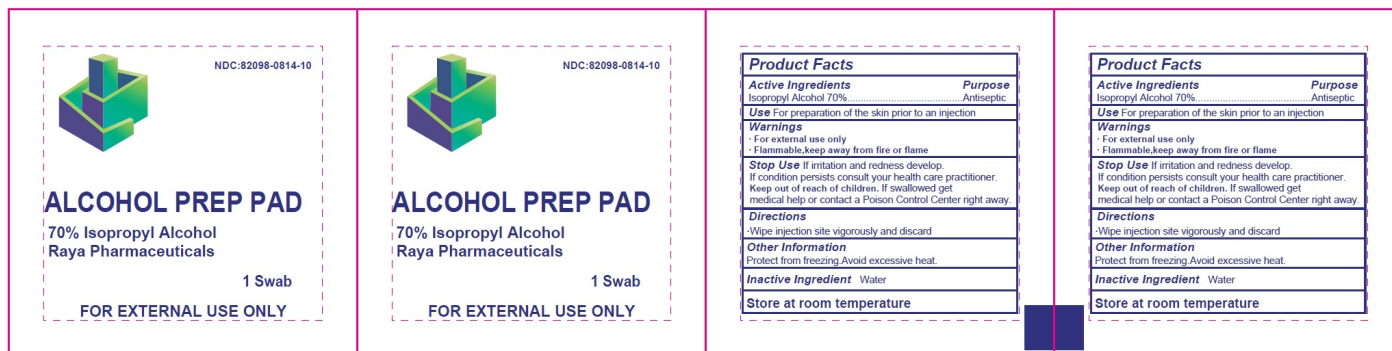 NDC:82098-0814-10
ALCOHOL PREP PAD
70% Isopropyl Alcohol
Raya Pharmaceuticals
1 Swab
FOR EXTERNAL USE ONLY
NDC:82098-0814-10
ALCOHOL PREP PAD
70% Isopropyl Alcohol
Raya Pharmaceuticals
1 Swab
FOR EXTERNAL USE ONLY
Product Facts
Active Ingredients Purpose
Isopropyl Alcohol 70%..........................................Antiseptic
Use For preparation of the skin prior to an injection
Warnings
· For external use only
· Flammable,keep away from fire or flame
Stop Use If irritation and redness develop.
If condition persists consult your health care practitioner.
Keep out of reach of children. If swallowed get
medical help or contact a Poison Control Center right away.
Directions
·Wipe injection site vigorously and discard
Other Information
Protect from freezing.Avoid excessive heat.
Inactive Ingredient Water
Store at room temperature
Product Facts
Active Ingredients Purpose
Isopropyl Alcohol 70%..........................................Antiseptic
Use For preparation of the skin prior to an injection
Warnings
· For external use only
· Flammable,keep away from fire or flame
Stop Use If irritation and redness develop.
If condition persists consult your health care practitioner.
Keep out of reach of children. If swallowed get
medical help or contact a Poison Control Center right away.
Directions
·Wipe injection site vigorously and discard
Other Information
Protect from freezing.Avoid excessive heat.
Inactive Ingredient Water
Store at room temperature